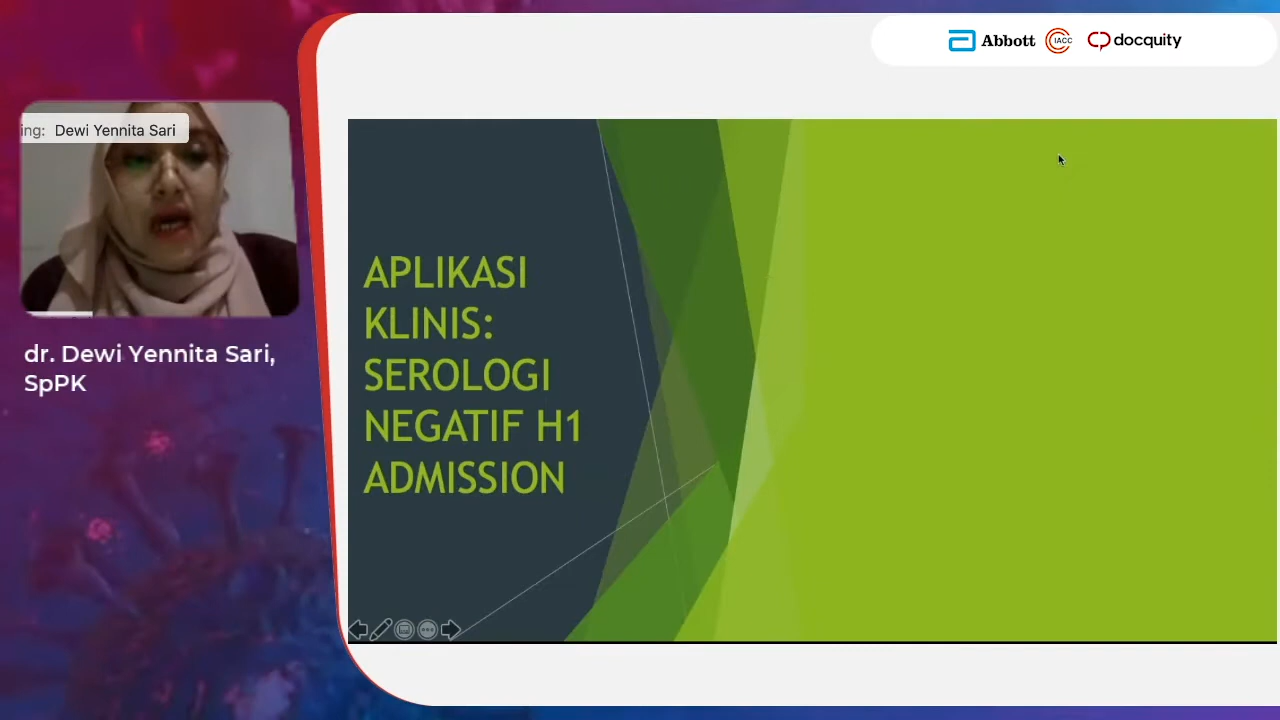 Abbott IACC docquity
ing: Dewi Yennita Sari
dr. Dewi Yennita Sari,
SpPK
APLIKASI
KLINIS:
SEROLOGI
NEGATIF H1
ADMISSION